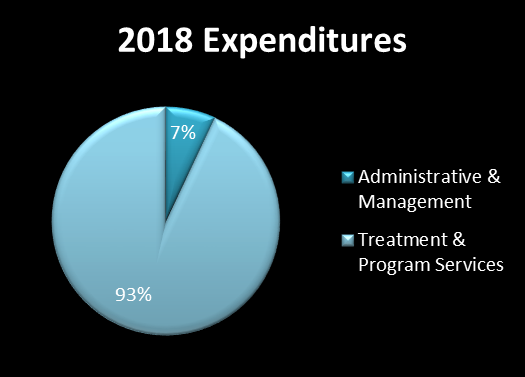 2018 Expenditures
7%
93%
Administrative &
Management
Treatment &
Program Services